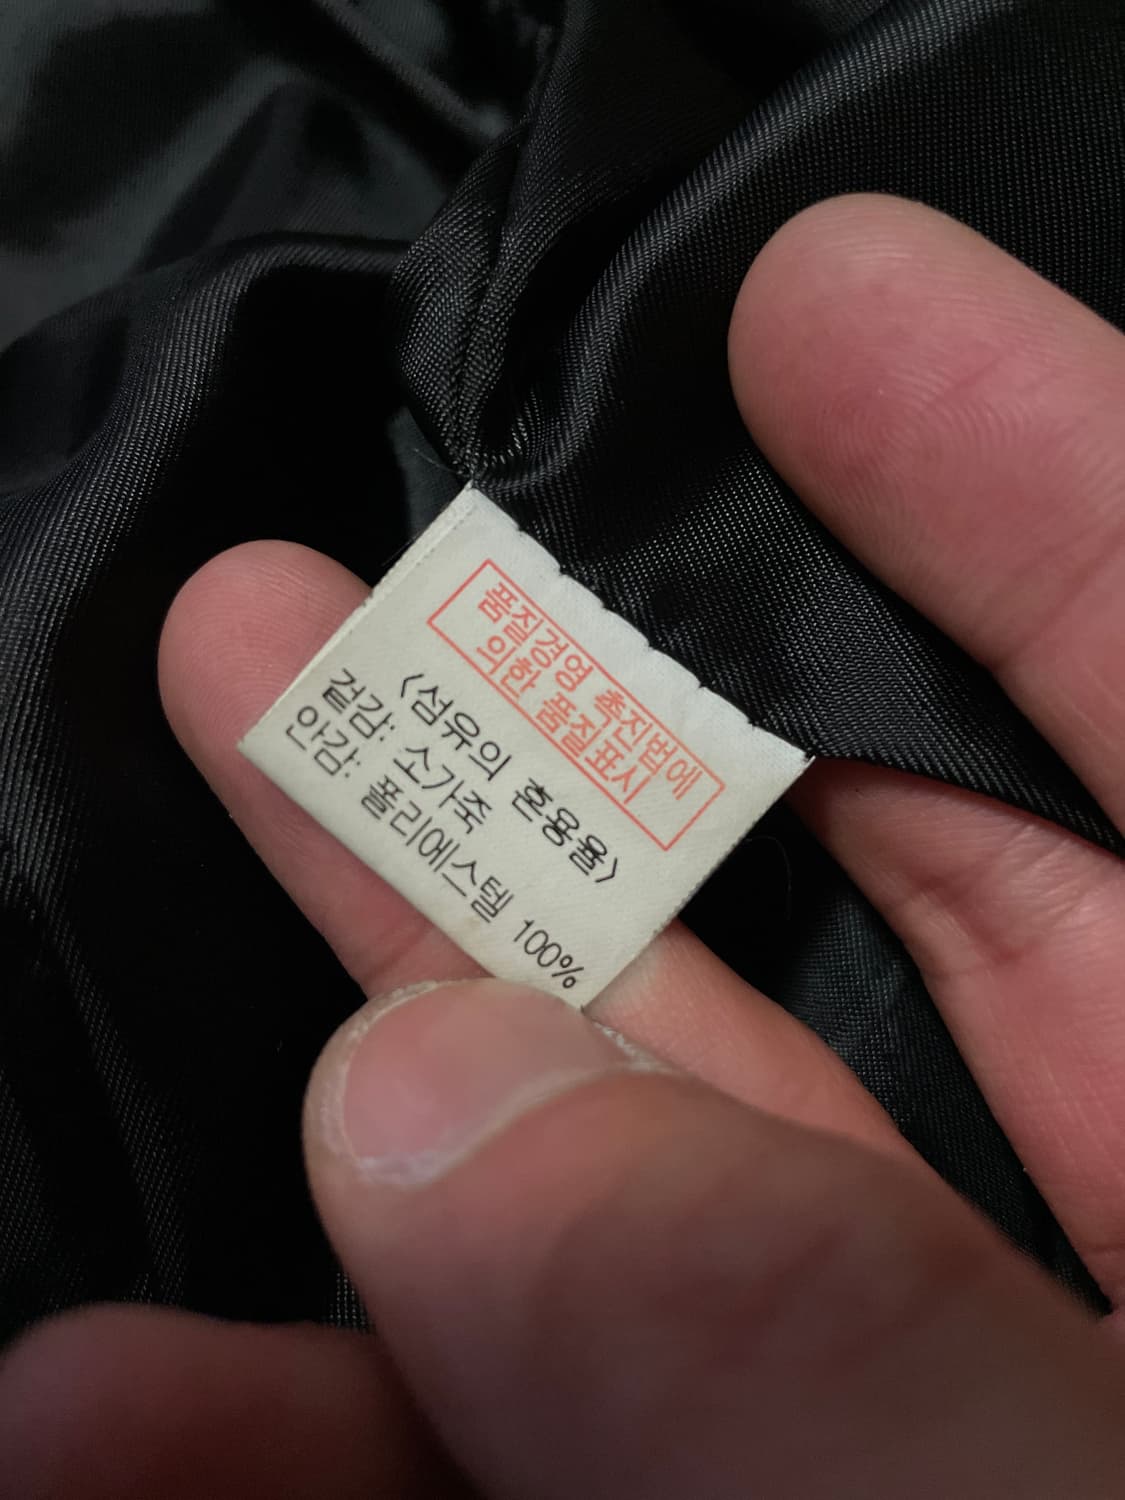 품질경영 촉진법에
의한 품질표시
<섬유의 혼용율>
겉감: 소가죽
안감: 폴리에스텔 100%